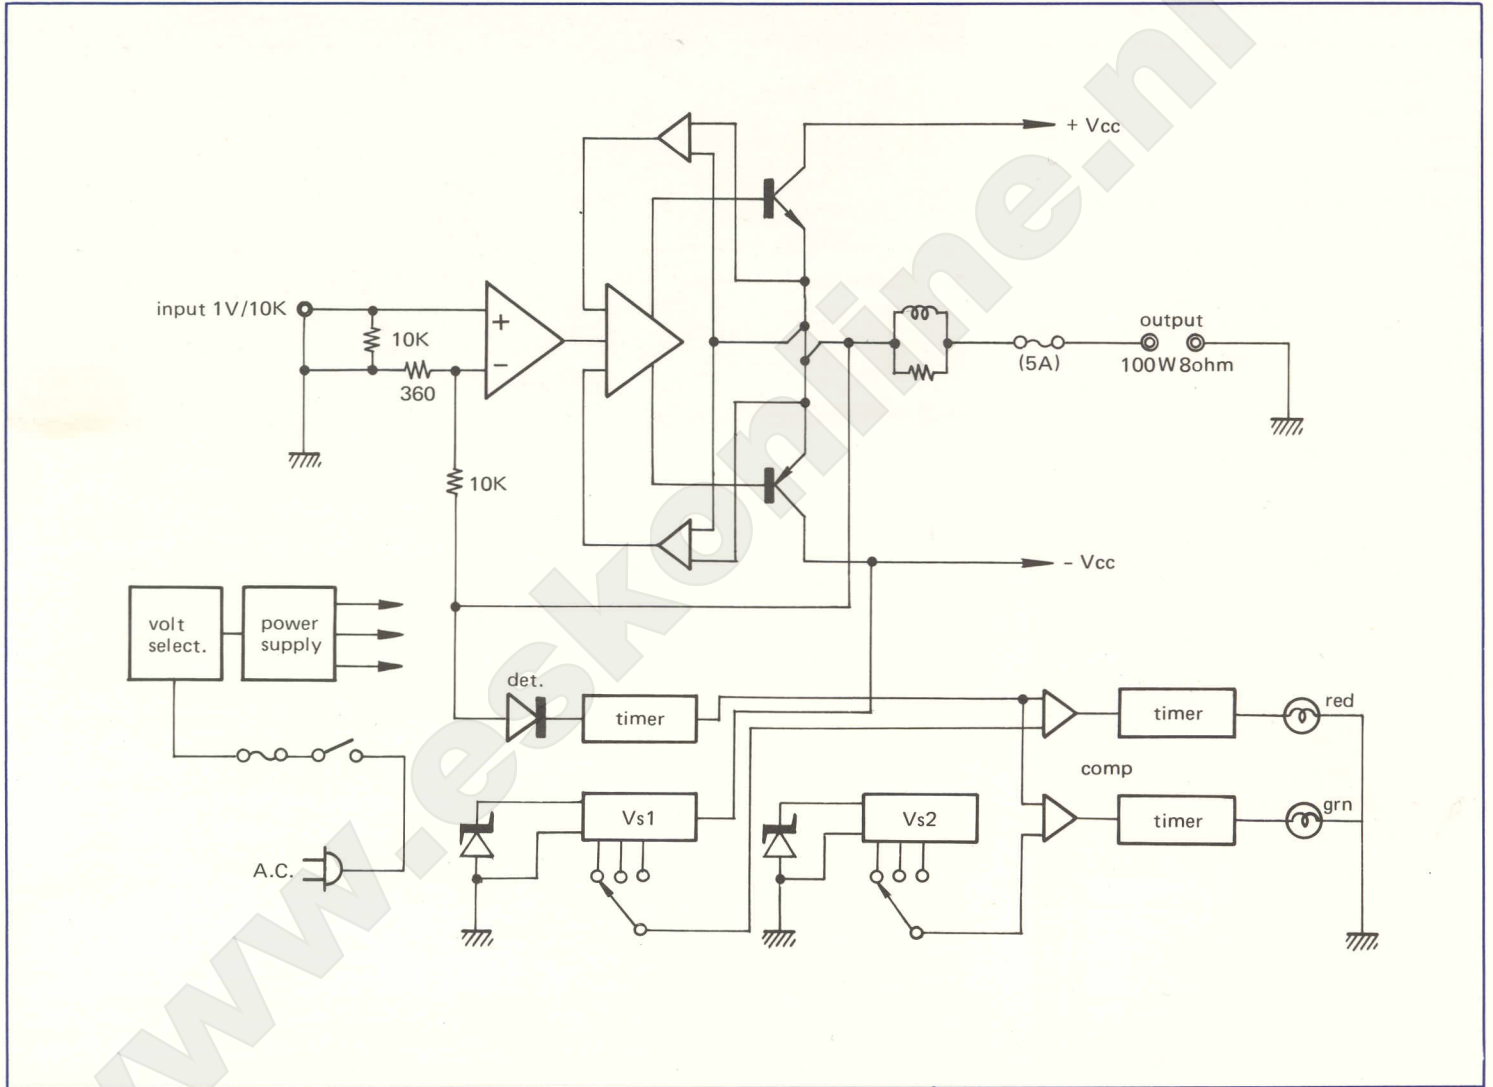 + Vcc
input 1V/10K
+
10K
−
360
10K
output
(5A)
100W 8ohm
− Vcc
volt
select.
power
supply
det.
timer
timer
red
comp
Vs1
Vs2
timer
grn
A.C.
www.eskonline.nl